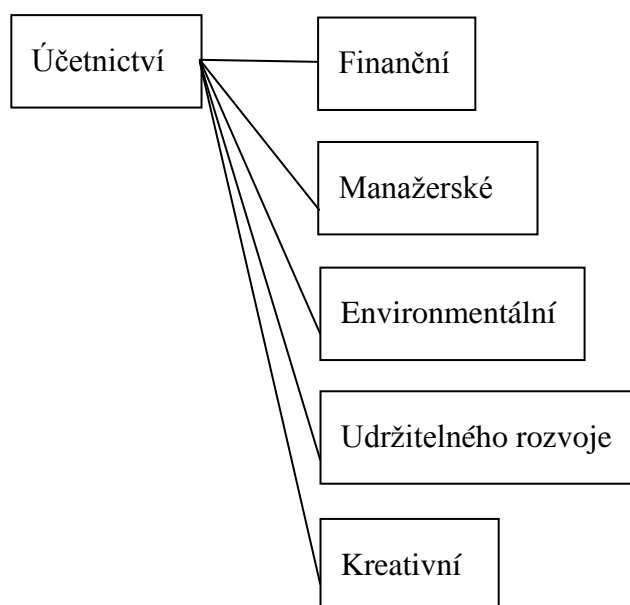 Účetnictví
Finanční
Manažerské
Environmentální
Udržitelného rozvoje
Kreativní